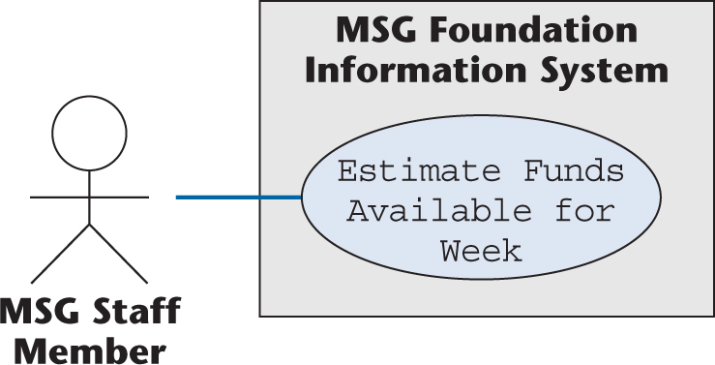 MSG Foundation
Information System
Estimate Funds
Available for
Week
MSG Staff
Member